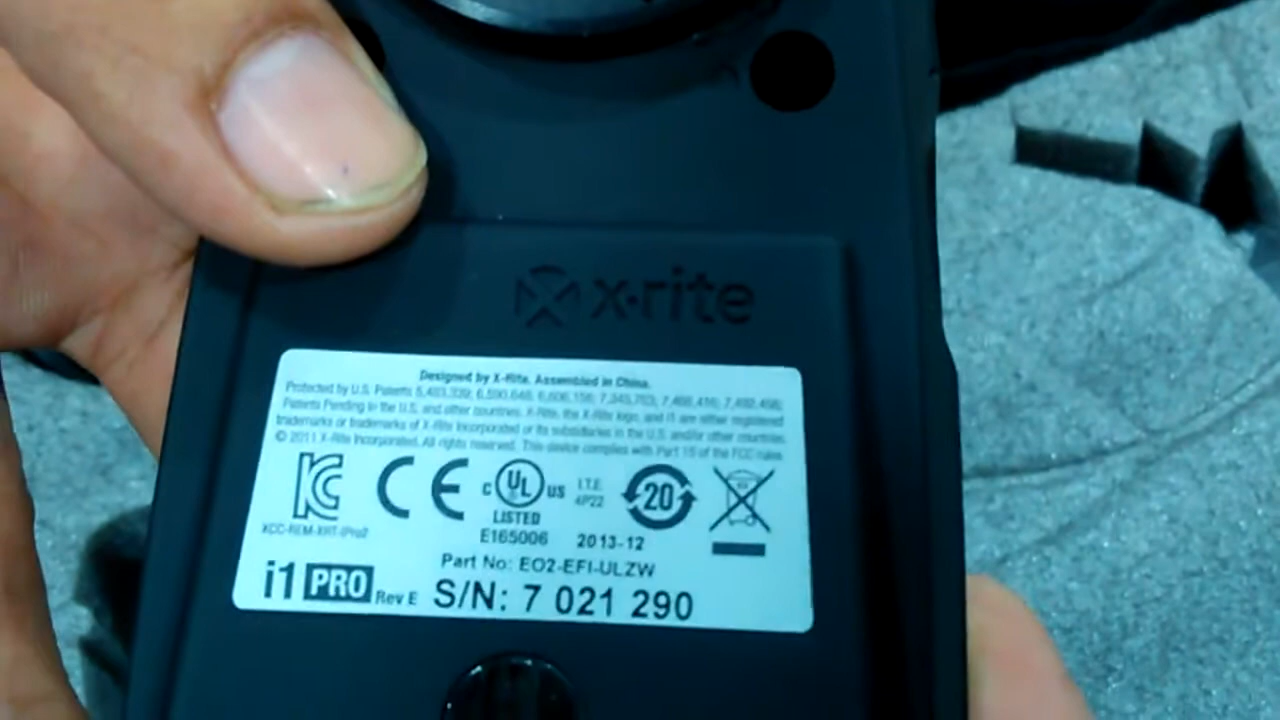 x·rite
Designed by X-Rite. Assembled in China.
Protected by U.S. Patents 5,483,339; 6,590,648; 6,606,156; 7,345,763; 7,468,416; 7,492,456;
Patents Pending in the U.S. and other countries. X-Rite, the X-Rite logo, and i1 are either registered
trademarks or trademarks of X-Rite Incorporated or its subsidiaries in the U.S. and/or other countries.
© 2011 X-Rite Incorporated. All rights reserved. This device complies with Part 15 of the FCC rules
KC CE c UL us I.T.E. 20
4P22
LISTED
KCC-REM-XRT-i1Pro2
E165006 2013-12
Part No: EO2-EFI-ULZW
i1 PRO Rev E S/N: 7 021 290